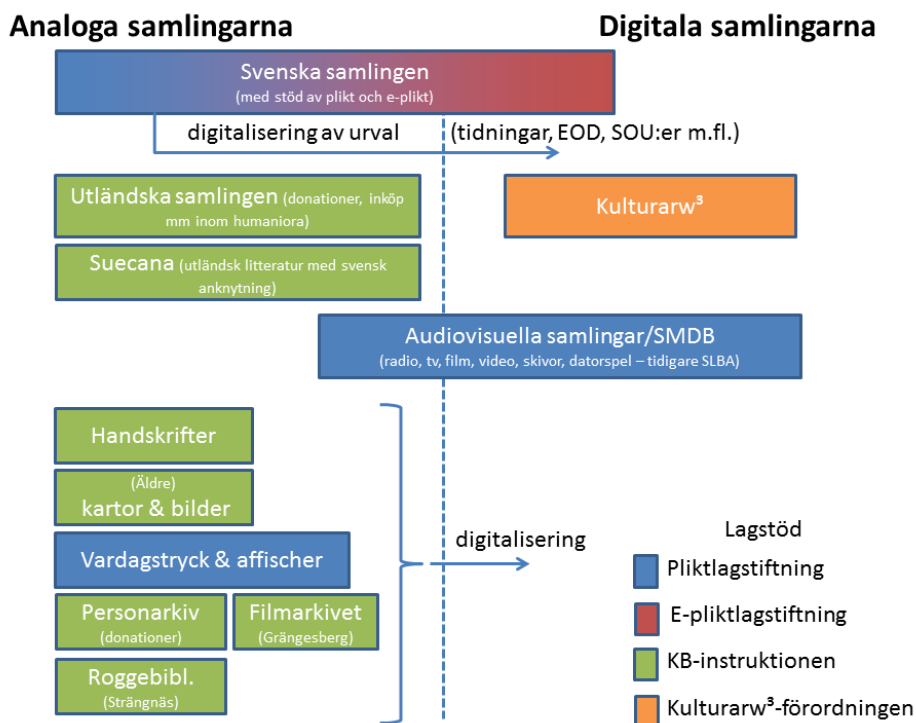 Analoga samlingarna
Digitala samlingarna
Svenska samlingen
(med stöd av plikt och e-plikt)
digitalisering av urval
(tidningar, EOD, SOU:er m.fl.)
Utländska samlingen (donationer, inköp
mm inom humaniora)
Kulturarw³
Suecana (utländsk litteratur med svensk
anknytning)
Audiovisuella samlingar/SMDB
(radio, tv, film, video, skivor, datorspel – tidigare SLBA)
Handskrifter
(Äldre)
kartor & bilder
Vardagstryck & affischer
Personarkiv
(donationer)
Filmarkivet
(Grängesberg)
Roggebibl.
(Strängnäs)
digitalisering
Lagstöd
Pliktlagstiftning
E-pliktlagstiftning
KB-instruktionen
Kulturarw³-förordningen